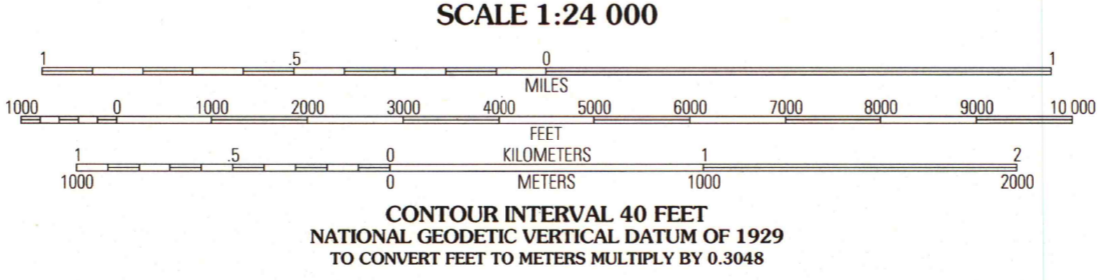 SCALE 1:24 000
1 .5 0 1
MILES
1000 0 1000 2000 3000 4000 5000 6000 7000 8000 9000 10 000
FEET
1 .5 0 KILOMETERS 1 2
1000 0 METERS 1000 2000
CONTOUR INTERVAL 40 FEET
NATIONAL GEODETIC VERTICAL DATUM OF 1929
TO CONVERT FEET TO METERS MULTIPLY BY 0.3048